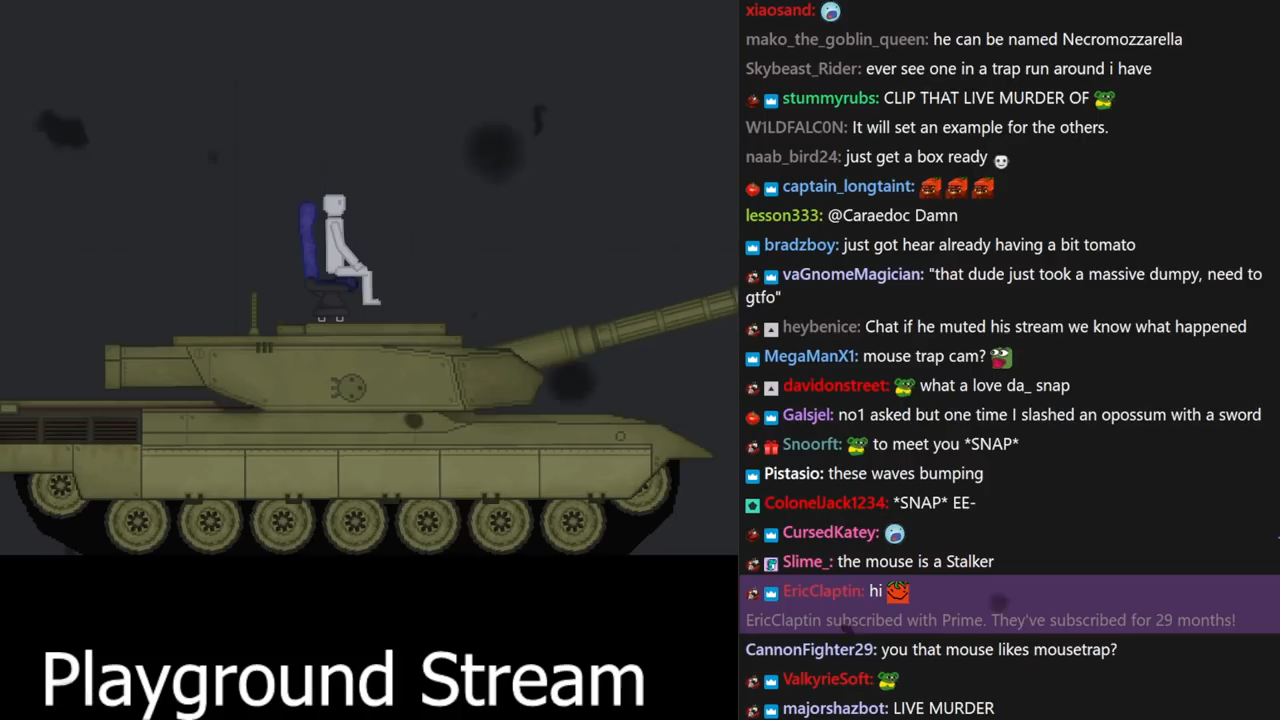 xiaosand:
mako_the_goblin_queen: he can be named Necromozzarella
Skybeast_Rider: ever see one in a trap run around i have
stummyrubs: CLIP THAT LIVE MURDER OF
W1LDFALC0N: It will set an example for the others.
naab_bird24: just get a box ready
captain_longtaint:
lesson333: @Caraedoc Damn
bradzboy: just got hear already having a bit tomato
vaGnomeMagician: "that dude just took a massive dumpy, need to
gtfo"
heybenice: Chat if he muted his stream we know what happened
MegaManX1: mouse trap cam?
davidonstreet: what a love da_ snap
Galsjel: no1 asked but one time I slashed an opossum with a sword
Snoorft: to meet you *SNAP*
Pistasio: these waves bumping
ColonelJack1234: *SNAP* EE-
CursedKatey:
Slime_: the mouse is a Stalker
EricClaptin: hi
EricClaptin subscribed with Prime. They've subscribed for 29 months!
CannonFighter29: you that mouse likes mousetrap?
ValkyrieSoft:
majorshazbot: LIVE MURDER
Playground Stream